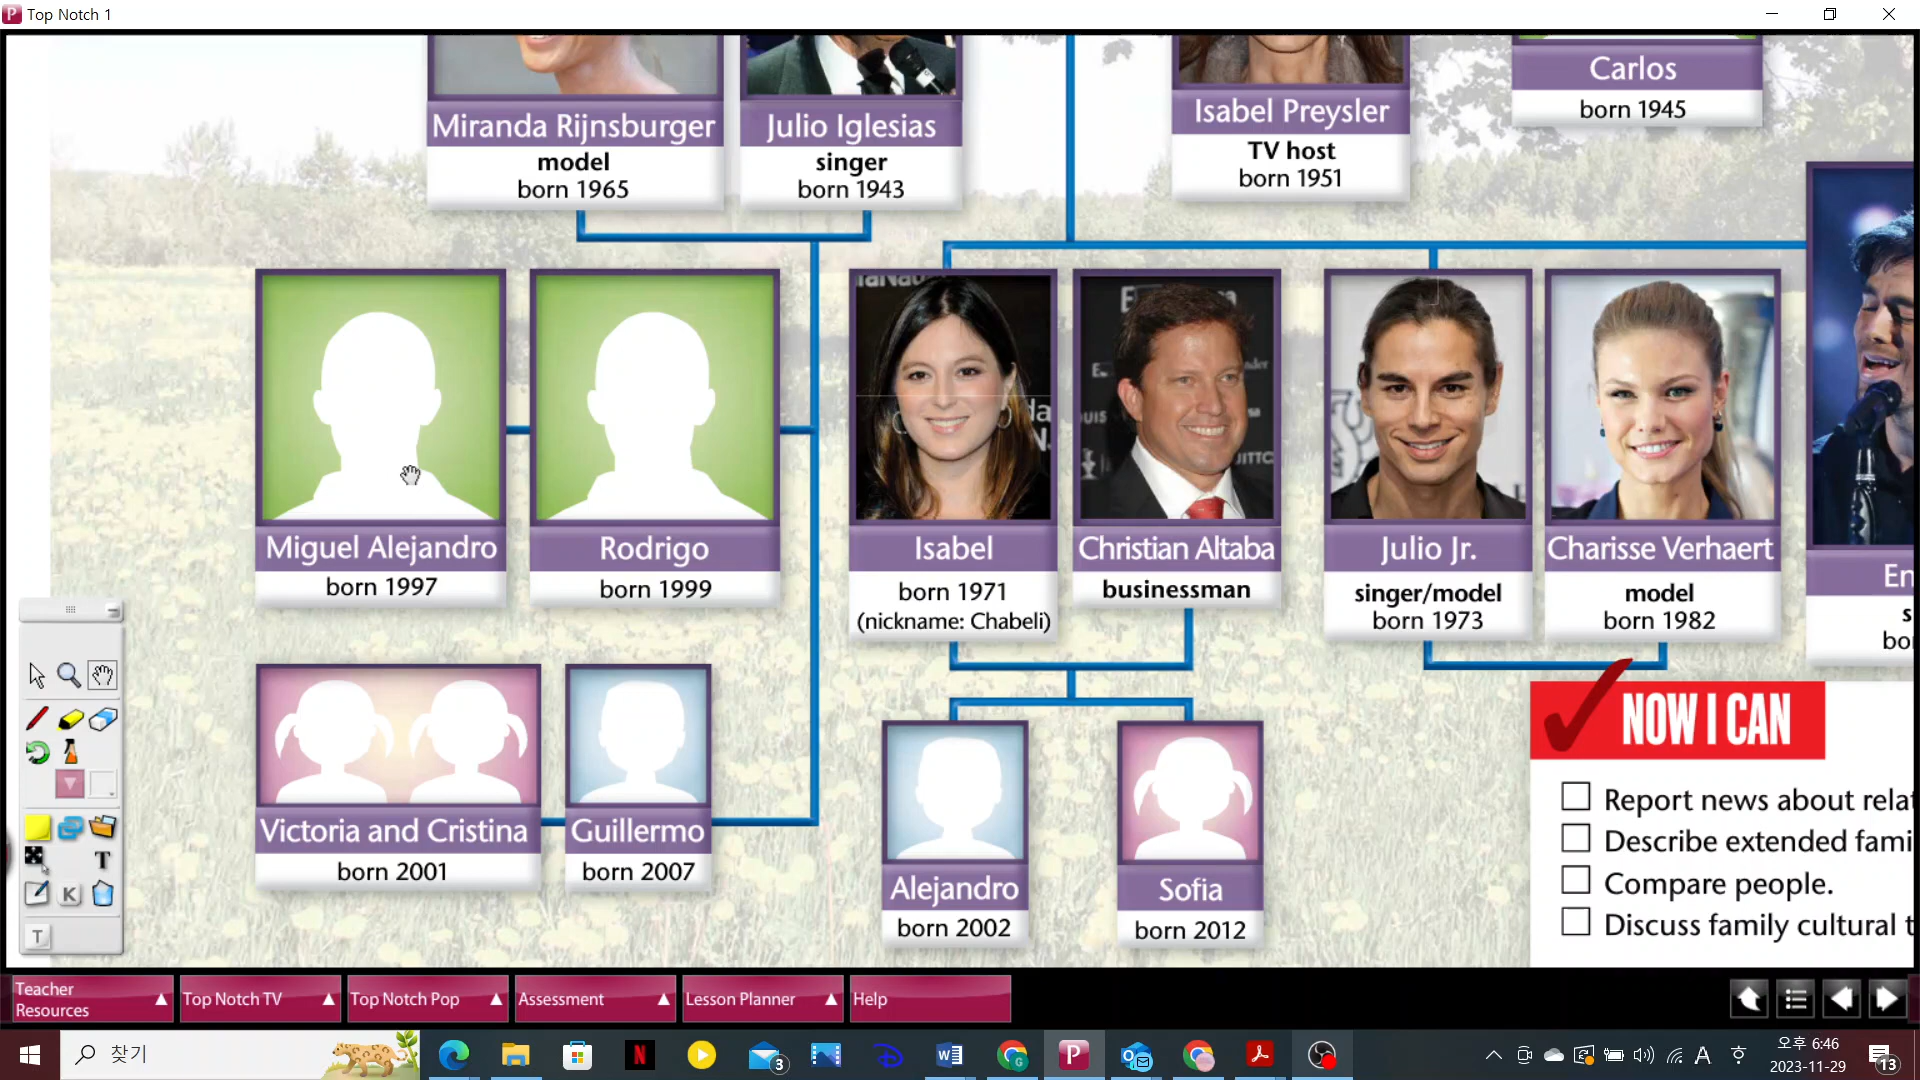 Top Notch 1
Miranda Rijnsburger
model
born 1965
Julio Iglesias
singer
born 1943
Isabel Preysler
TV host
born 1951
Carlos
born 1945
Miguel Alejandro
born 1997
Rodrigo
born 1999
Isabel
born 1971
(nickname: Chabeli)
Christian Altaba
businessman
Julio Jr.
singer/model
born 1973
Charisse Verhaert
model
born 1982
En
s
bo
Victoria and Cristina
born 2001
Guillermo
born 2007
Alejandro
born 2002
Sofia
born 2012
NOW I CAN
Report news about rela
Describe extended fami
Compare people.
Discuss family cultural t
T
K
T
Teacher
Resources
Top Notch TV
Top Notch Pop
Assessment
Lesson Planner
Help
찾기
3
A
오후 6:46
2023-11-29
13